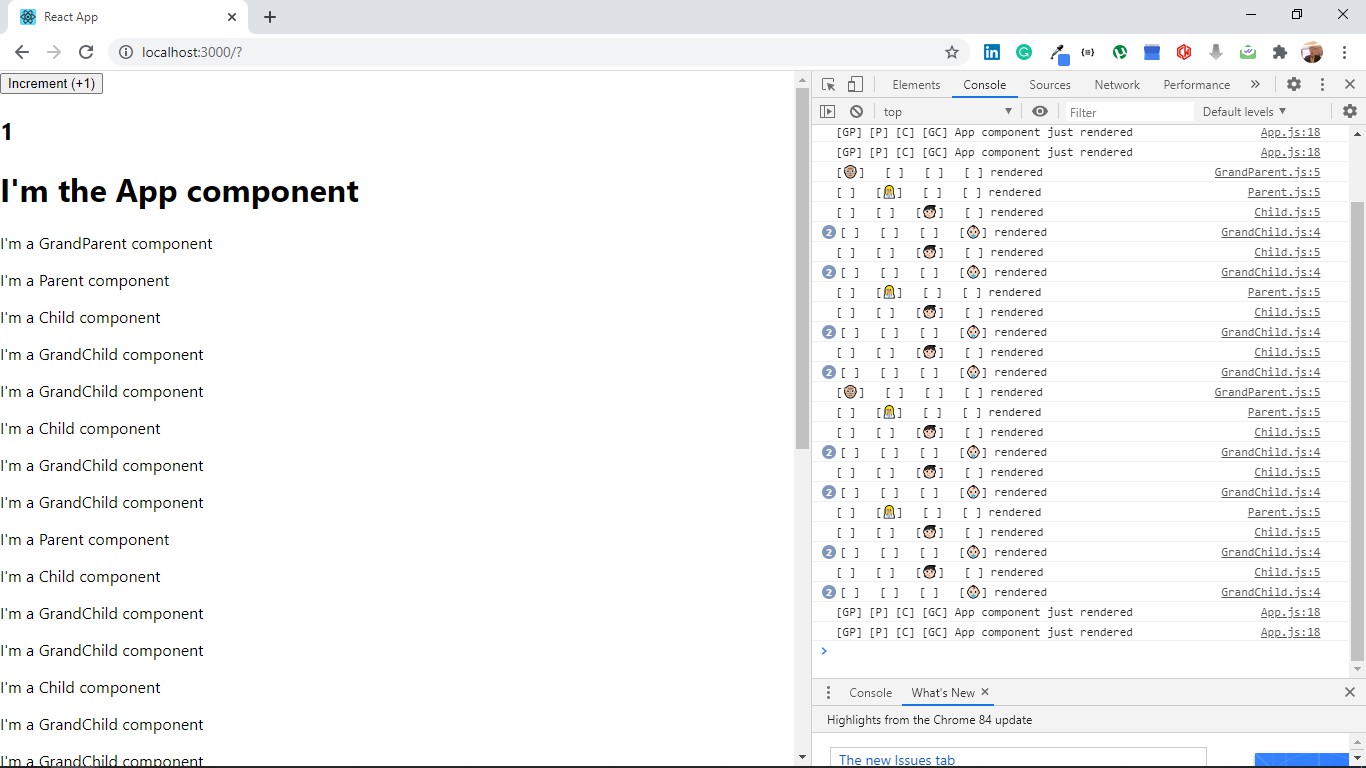 React App
localhost:3000/?
Increment (+1)
1
I'm the App component
I'm a GrandParent component
I'm a Parent component
I'm a Child component
I'm a GrandChild component
I'm a GrandChild component
I'm a Child component
I'm a GrandChild component
I'm a GrandChild component
I'm a Parent component
I'm a Child component
I'm a GrandChild component
I'm a GrandChild component
I'm a Child component
I'm a GrandChild component
I'm a GrandChild component
Elements Console Sources Network Performance »
top Filter Default levels
[GP] [P] [C] [GC] App component just rendered App.js:18
[GP] [P] [C] [GC] App component just rendered App.js:18
[👴🏽] [ ] [ ] [ ] rendered GrandParent.js:5
[ ] [👩] [ ] [ ] rendered Parent.js:5
[ ] [ ] [👦🏻] [ ] rendered Child.js:5
2 [ ] [ ] [ ] [👶🏻] rendered GrandChild.js:4
[ ] [ ] [👦🏻] [ ] rendered Child.js:5
2 [ ] [ ] [ ] [👶🏻] rendered GrandChild.js:4
[ ] [👩] [ ] [ ] rendered Parent.js:5
[ ] [ ] [👦🏻] [ ] rendered Child.js:5
2 [ ] [ ] [ ] [👶🏻] rendered GrandChild.js:4
[ ] [ ] [👦🏻] [ ] rendered Child.js:5
2 [ ] [ ] [ ] [👶🏻] rendered GrandChild.js:4
[👴🏽] [ ] [ ] [ ] rendered GrandParent.js:5
[ ] [👩] [ ] [ ] rendered Parent.js:5
[ ] [ ] [👦🏻] [ ] rendered Child.js:5
2 [ ] [ ] [ ] [👶🏻] rendered GrandChild.js:4
[ ] [ ] [👦🏻] [ ] rendered Child.js:5
2 [ ] [ ] [ ] [👶🏻] rendered GrandChild.js:4
[ ] [👩] [ ] [ ] rendered Parent.js:5
[ ] [ ] [👦🏻] [ ] rendered Child.js:5
2 [ ] [ ] [ ] [👶🏻] rendered GrandChild.js:4
[ ] [ ] [👦🏻] [ ] rendered Child.js:5
2 [ ] [ ] [ ] [👶🏻] rendered GrandChild.js:4
[GP] [P] [C] [GC] App component just rendered App.js:18
[GP] [P] [C] [GC] App component just rendered App.js:18
Console What's New
Highlights from the Chrome 84 update
The new Issues tab